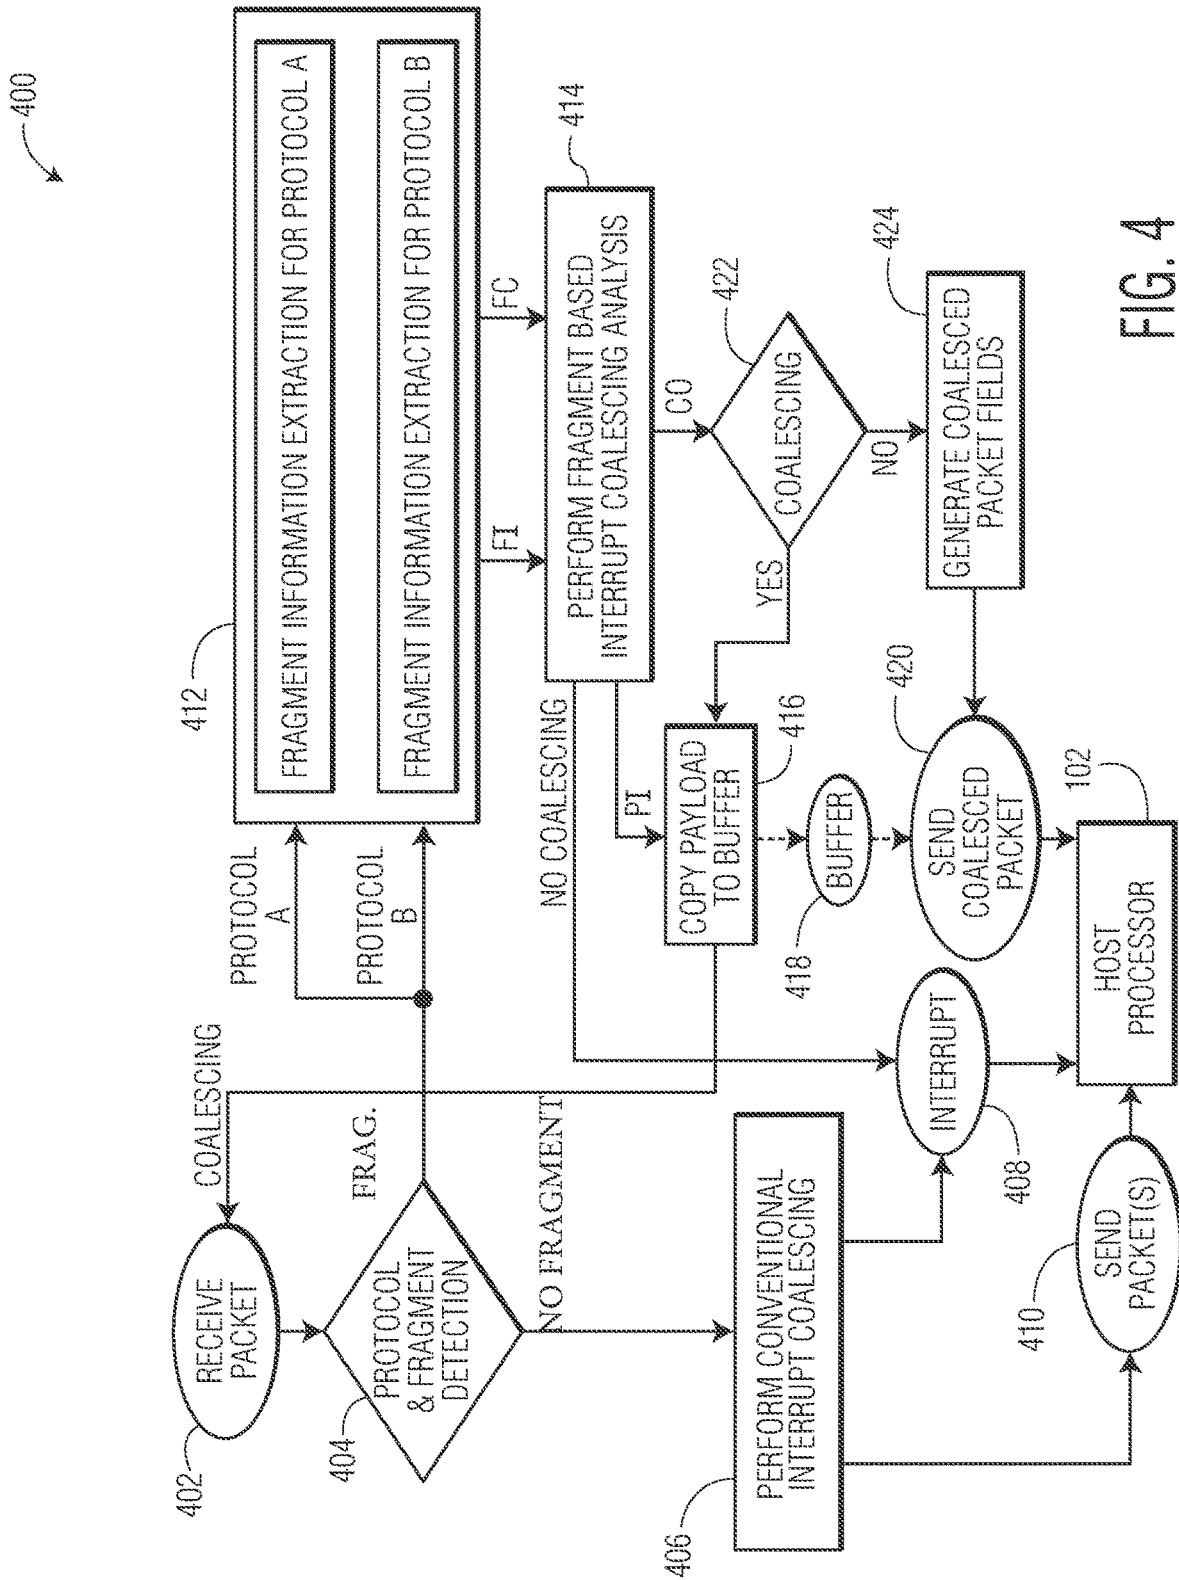 400
412
FRAGMENT INFORMATION EXTRACTION FOR PROTOCOL A
FRAGMENT INFORMATION EXTRACTION FOR PROTOCOL B
PROTOCOL
A
PROTOCOL
B
COALESCING
RECEIVE
PACKET
402
FRAG.
PROTOCOL
& FRAGMENT
DETECTION
404
NO FRAGMENT
FI
FC
PERFORM FRAGMENT BASED
INTERRUPT COALESCING ANALYSIS
414
NO COALESCING
PI
CO
COALESCING
422
YES
NO
COPY PAYLOAD
TO BUFFER
416
BUFFER
418
PERFORM CONVENTIONAL
INTERRUPT COALESCING
406
INTERRUPT
408
SEND
COALESCED
PACKET
420
GENERATE COALESCED
PACKET FIELDS
424
SEND
PACKET(S)
410
HOST
PROCESSOR
102
FIG. 4